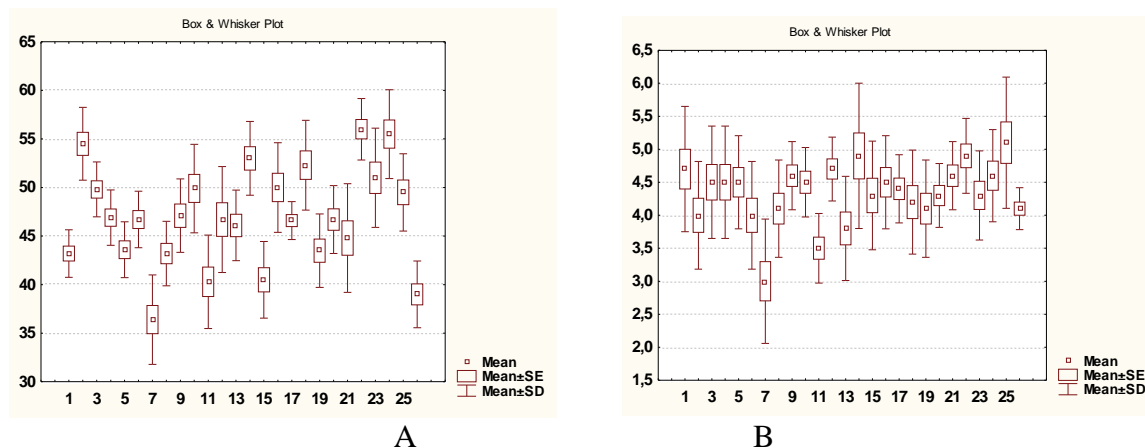 Box & Whisker Plot
65
60
55
50
45
40
35
30
1 3 5 7 9 11 13 15 17 19 21 23 25
Mean
Mean±SE
Mean±SD
A
Box & Whisker Plot
6,5
6,0
5,5
5,0
4,5
4,0
3,5
3,0
2,5
2,0
1,5
1 3 5 7 9 11 13 15 17 19 21 23 25
Mean
Mean±SE
Mean±SD
B